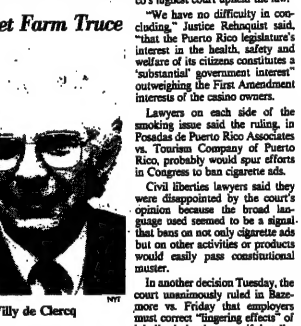 et Farm Truce
NYT
Willy de Clercq
co's highest court upheld the law.
"We have no difficulty in con-
cluding," Justice Rehnquist said,
"that the Puerto Rico legislature's
interest in the health, safety and
welfare of its citizens constitutes a
'substantial' government interest"
outweighing the First Amendment
interests of the casino owners.
Lawyers on each side of the
smoking issue said the ruling, in
Posadas de Puerto Rico Associates
vs. Tourism Company of Puerto
Rico, probably would spur efforts
in Congress to ban cigarette ads.
Civil liberties lawyers said they
were disappointed by the court's
opinion because the broad lan-
guage used seemed to be a signal
that bans on not only cigarette ads
but on other activities or products
would easily pass constitutional
muster.
In another decision Tuesday, the
court unanimously ruled in Baze-
more vs. Friday that employers
must correct "lingering effects" of